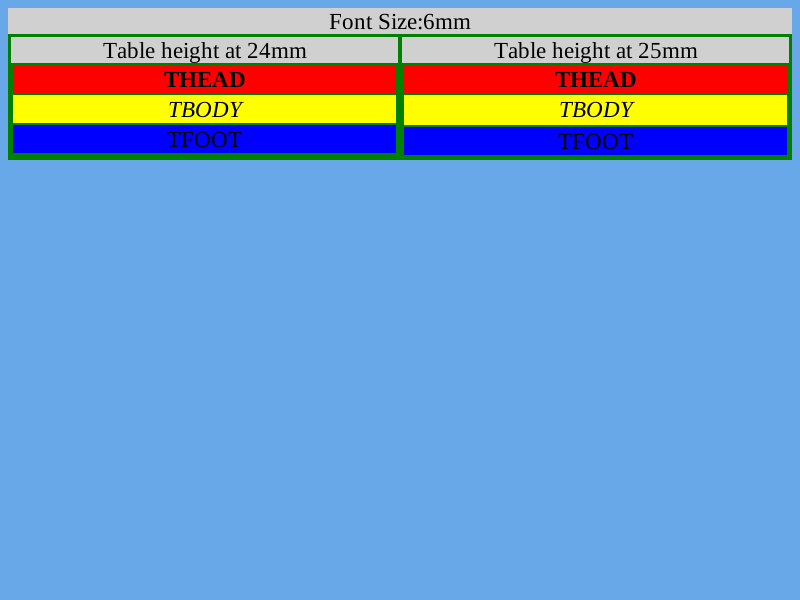 Font Size:6mm
Table height at 24mm Table height at 25mm
THEAD THEAD
TBODY TBODY
TFOOT TFOOT